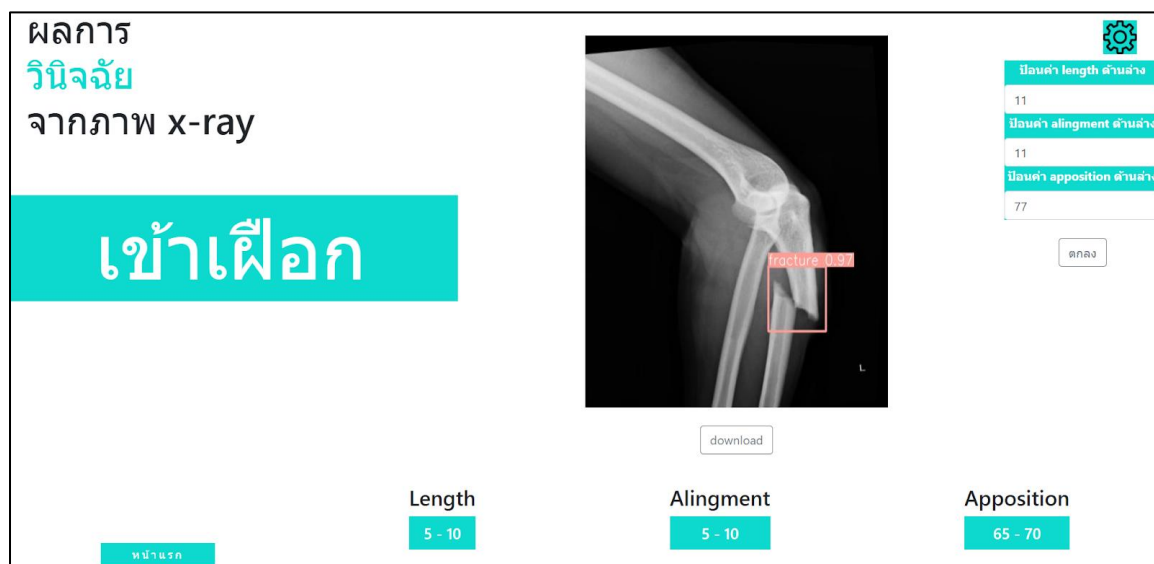 ผลการ
วินิจฉัย
จากภาพ x-ray
เข้าเฝือก
fracture 0.97
L
download
ป้อนค่า length ด้านล่าง
11
ป้อนค่า alingment ด้านล่าง
11
ป้อนค่า apposition ด้านล่าง
77
ตกลง
Length
5 - 10
Alingment
5 - 10
Apposition
65 - 70
หน้าแรก